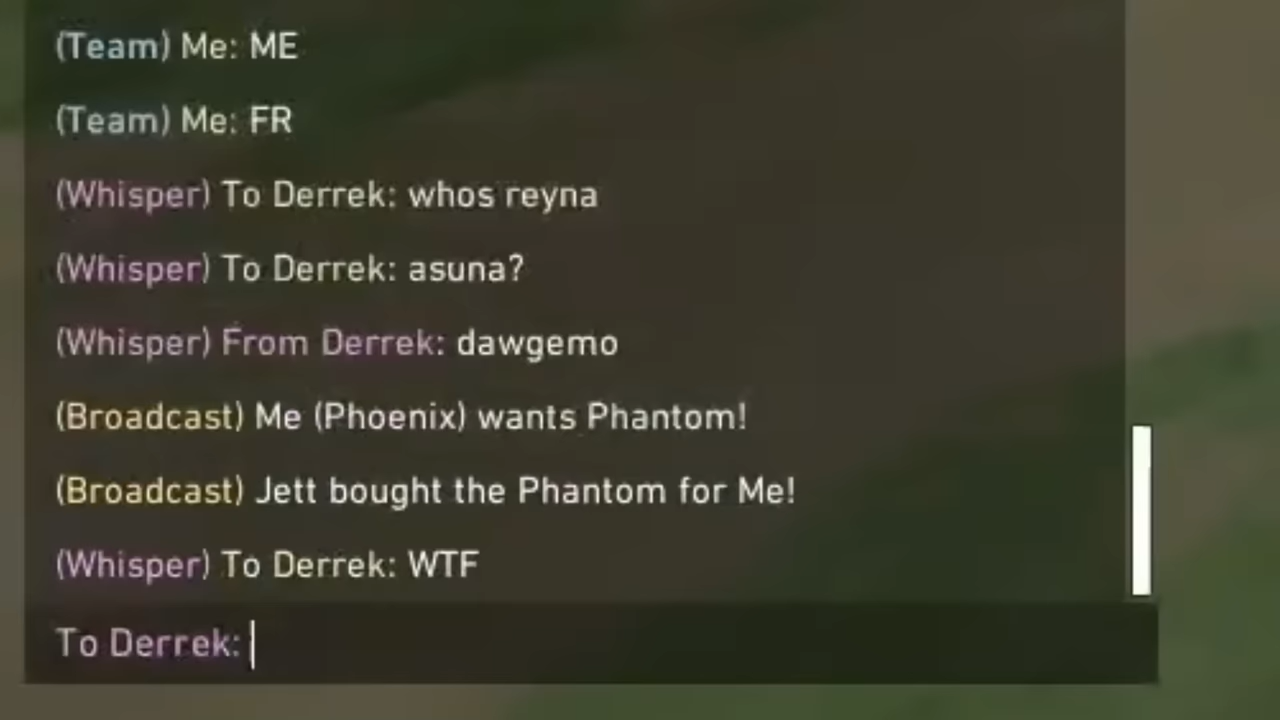 (Team) Me: ME
(Team) Me: FR
(Whisper) To Derrek: whos reyna
(Whisper) To Derrek: asuna?
(Whisper) From Derrek: dawgemo
(Broadcast) Me (Phoenix) wants Phantom!
(Broadcast) Jett bought the Phantom for Me!
(Whisper) To Derrek: WTF
To Derrek: